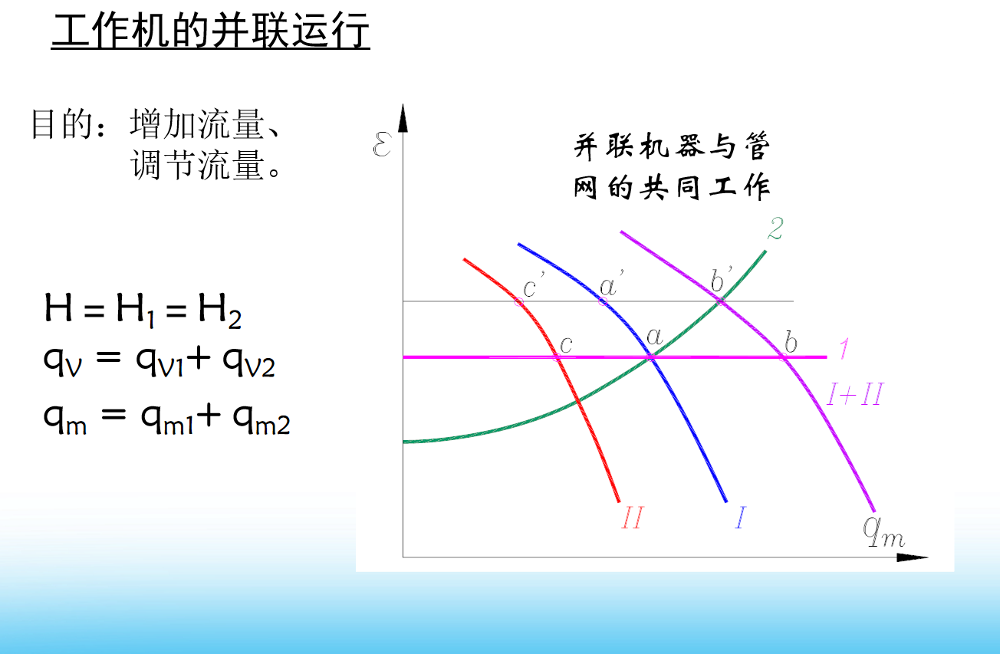 工作机的并联运行
目的：增加流量、
调节流量。
H = H₁ = H₂
qᵥ = qᵥ₁+ qᵥ₂
qₘ = qₘ₁+ qₘ₂
ε
并联机器与管
网的共同工作
2
c'
a'
b'
c
a
b
1
I+II
II
I
qₘ